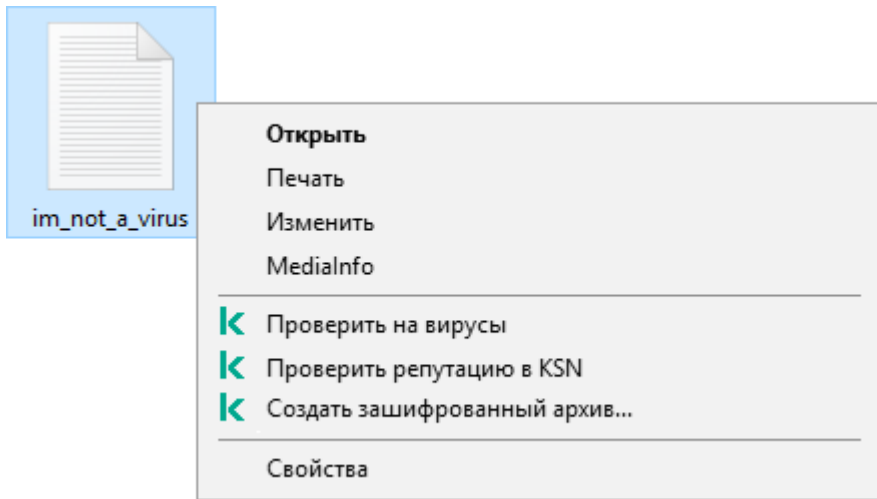 im_not_a_virus
Открыть
Печать
Изменить
MediaInfo
Проверить на вирусы
Проверить репутацию в KSN
Создать зашифрованный архив...
Свойства